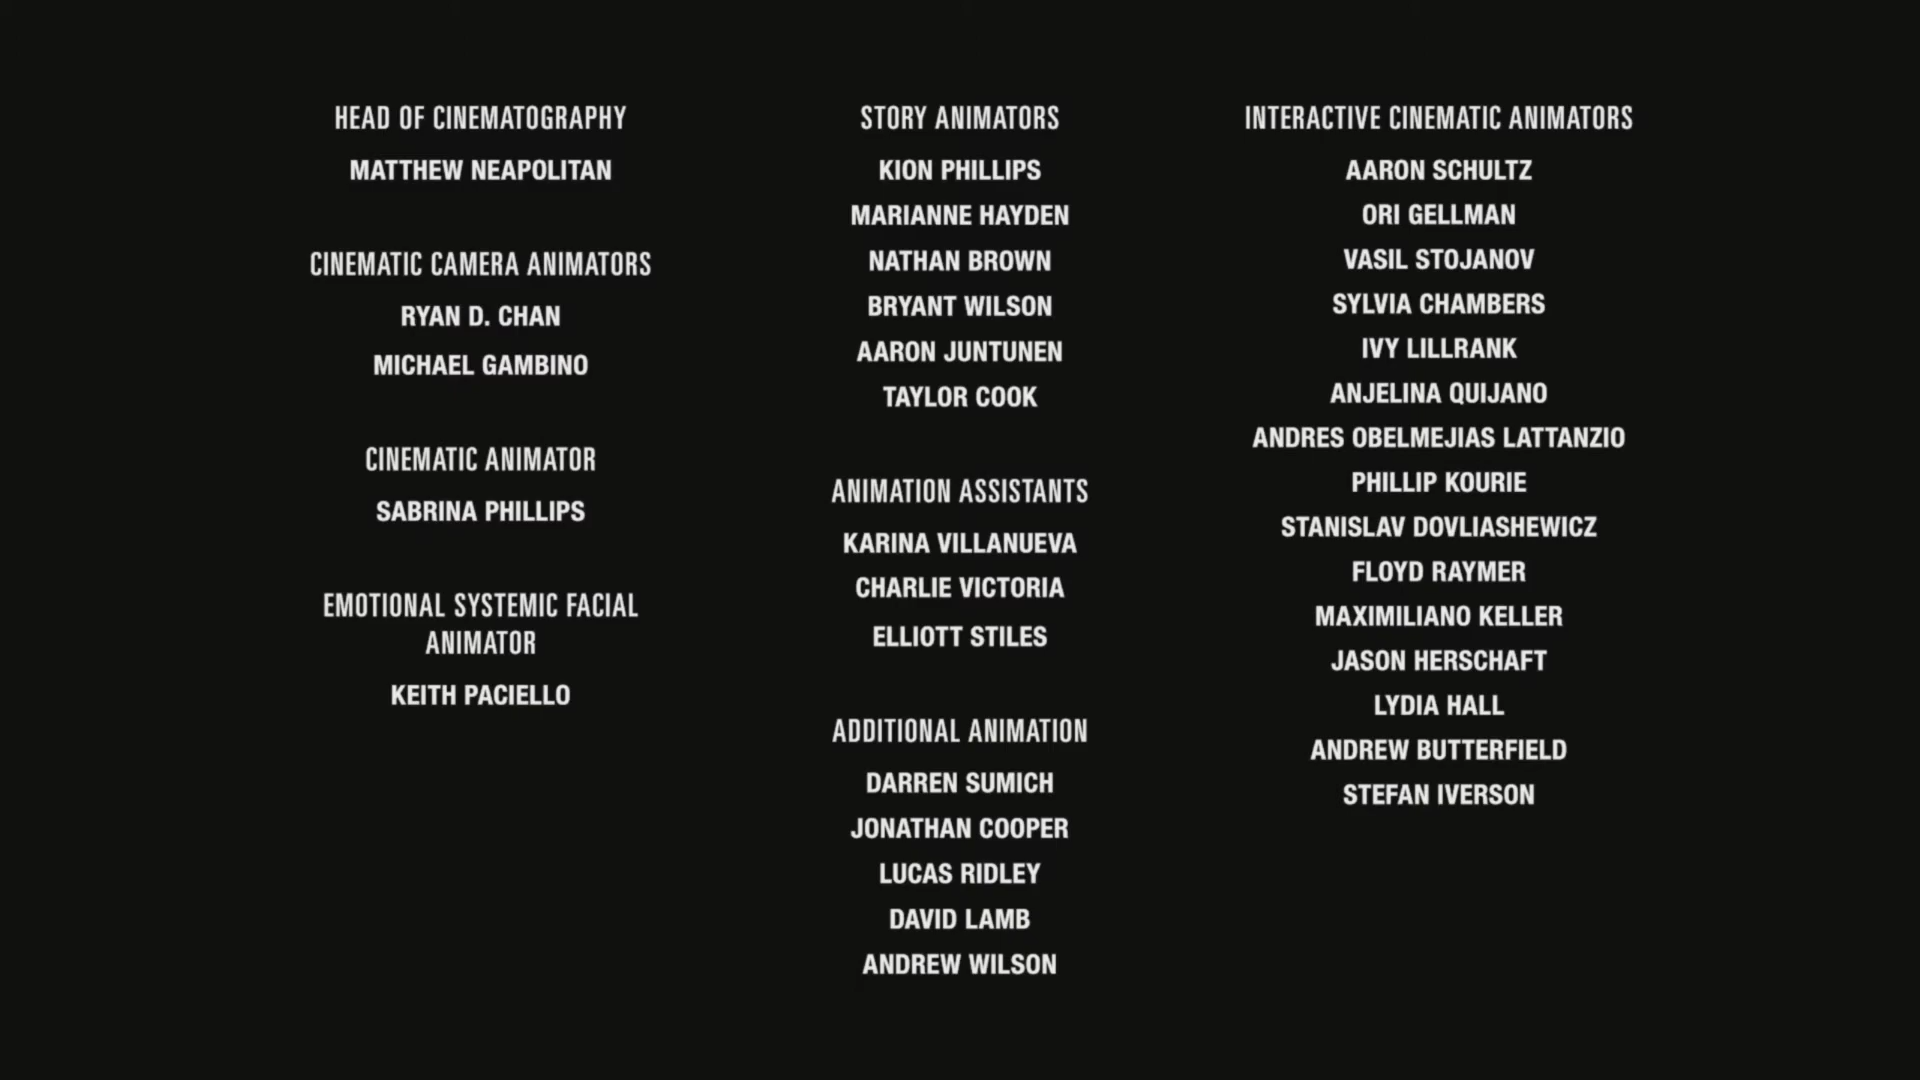 HEAD OF CINEMATOGRAPHY
MATTHEW NEAPOLITAN
CINEMATIC CAMERA ANIMATORS
RYAN D. CHAN
MICHAEL GAMBINO
CINEMATIC ANIMATOR
SABRINA PHILLIPS
EMOTIONAL SYSTEMIC FACIAL
ANIMATOR
KEITH PACIELLO
STORY ANIMATORS
KION PHILLIPS
MARIANNE HAYDEN
NATHAN BROWN
BRYANT WILSON
AARON JUNTUNEN
TAYLOR COOK
ANIMATION ASSISTANTS
KARINA VILLANUEVA
CHARLIE VICTORIA
ELLIOTT STILES
ADDITIONAL ANIMATION
DARREN SUMICH
JONATHAN COOPER
LUCAS RIDLEY
DAVID LAMB
ANDREW WILSON
INTERACTIVE CINEMATIC ANIMATORS
AARON SCHULTZ
ORI GELLMAN
VASIL STOJANOV
SYLVIA CHAMBERS
IVY LILLRANK
ANJELINA QUIJANO
ANDRES OBELMEJIAS LATTANZIO
PHILLIP KOURIE
STANISLAV DOVLIASHEWICZ
FLOYD RAYMER
MAXIMILIANO KELLER
JASON HERSCHAFT
LYDIA HALL
ANDREW BUTTERFIELD
STEFAN IVERSON